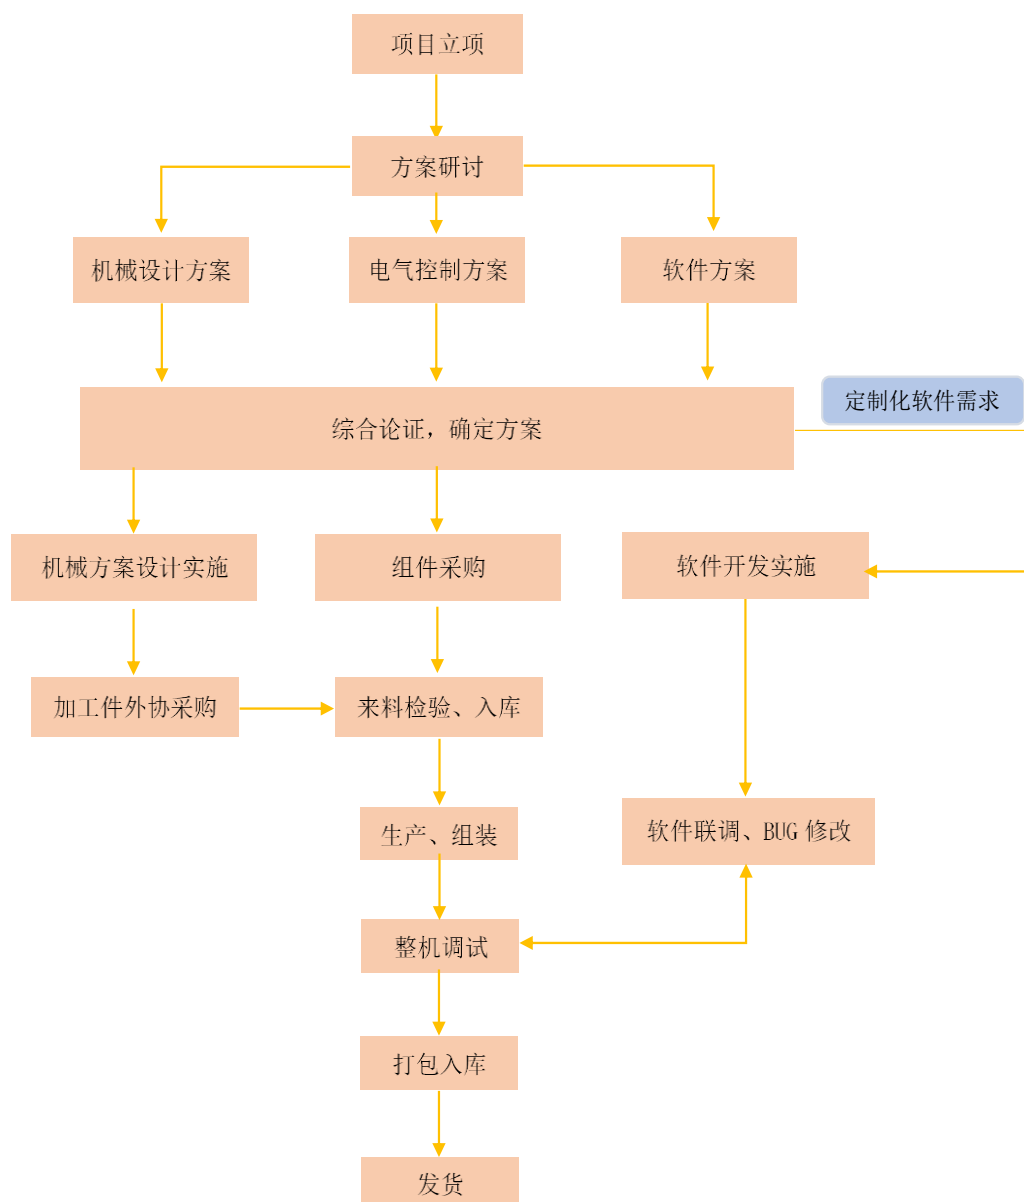 项目立项
方案研讨
机械设计方案
电气控制方案
软件方案
定制化软件需求
综合论证，确定方案
机械方案设计实施
组件采购
软件开发实施
加工件外协采购
来料检验、入库
生产、组装
软件联调、BUG 修改
整机调试
打包入库
发货